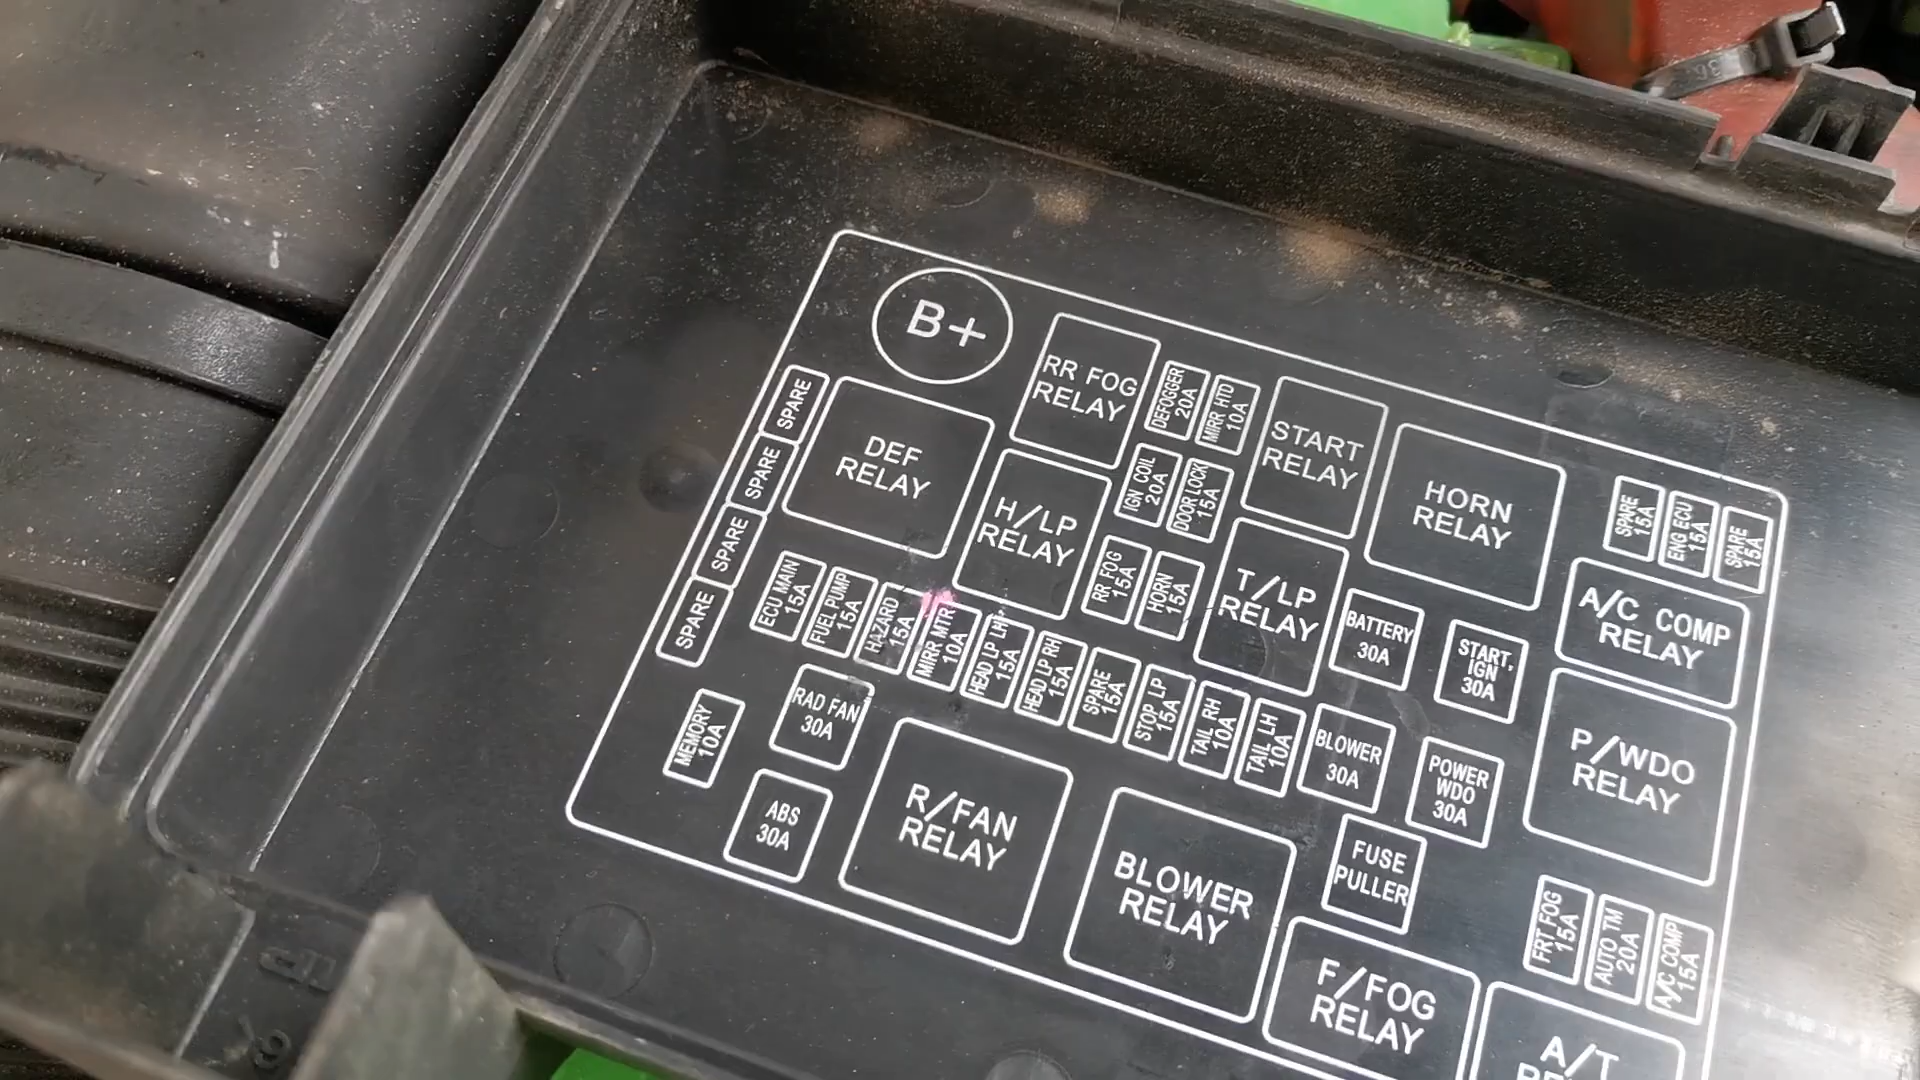 B+
RR FOG
RELAY
DEFOGGER
20A
MIRR HTD
10A
START
RELAY
HORN
RELAY
SPARE
15A
ENG ECU
15A
SPARE
15A
SPARE
SPARE
SPARE
SPARE
DEF
RELAY
H/LP
RELAY
IGN COIL
20A
DOOR LOCK
15A
RR FOG
15A
HORN
15A
T/LP
RELAY
BATTERY
30A
START,
IGN
30A
A/C COMP
RELAY
ECU MAIN
15A
FUEL PUMP
15A
HAZARD
15A
MIRR MTR
10A
HEAD LP LH
15A
HEAD LP RH
15A
SPARE
15A
STOP LP
15A
TAIL RH
10A
TAIL LH
10A
BLOWER
30A
POWER
WDO
30A
P/WDO
RELAY
MEMORY
10A
RAD FAN
30A
ABS
30A
R/FAN
RELAY
BLOWER
RELAY
FUSE
PULLER
F/FOG
RELAY
FRT FOG
15A
AUTO TM
20A
A/C COMP
15A
A/T
36